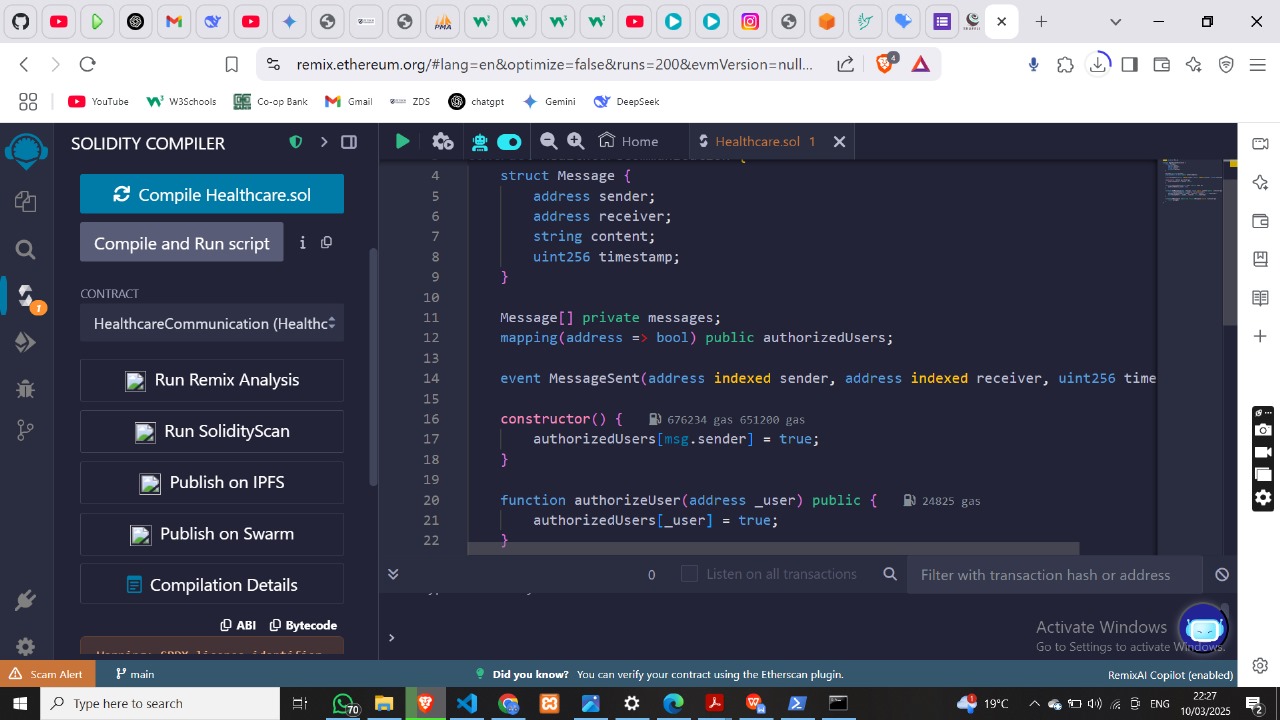 remix.ethereum.org/#lang=en&optimize=false&runs=200&evmVersion=null...
4
YouTube
W3Schools
Co-op Bank
Gmail
ZDS
chatgpt
Gemini
DeepSeek
SOLIDITY COMPILER
Home
Healthcare.sol 1
Compile Healthcare.sol
Compile and Run script
CONTRACT
HealthcareCommunication (Healthc
Run Remix Analysis
Run SolidityScan
Publish on IPFS
Publish on Swarm
Compilation Details
ABI Bytecode
1
4 struct Message {
5 address sender;
6 address receiver;
7 string content;
8 uint256 timestamp;
9 }
10
11 Message[] private messages;
12 mapping(address => bool) public authorizedUsers;
13
14 event MessageSent(address indexed sender, address indexed receiver, uint256 time
15
16 constructor() { 676234 gas 651200 gas
17 authorizedUsers[msg.sender] = true;
18 }
19
20 function authorizeUser(address _user) public { 24825 gas
21 authorizedUsers[_user] = true;
22 }
0 Listen on all transactions Filter with transaction hash or address
>
Activate Windows
Go to Settings to activate Windows.
Scam Alert
main
Did you know? You can verify your contract using the Etherscan plugin.
RemixAI Copilot (enabled)
Type here to search
70
19°C
ENG
22:27
10/03/2025
2